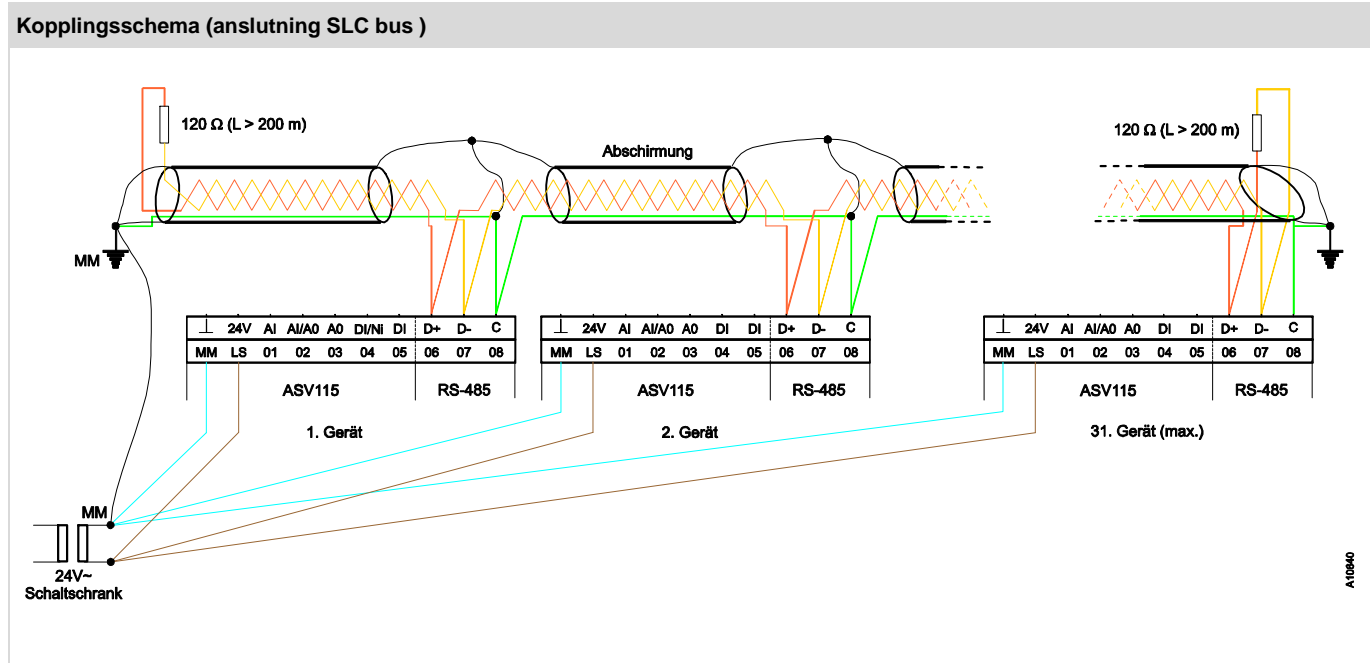 Kopplingsschema (anslutning SLC bus )
120 Ω (L > 200 m)
Abschirmung
120 Ω (L > 200 m)
MM
⊥ 24V AI AI/A0 A0 DI/Ni DI D+ D- C
MM LS 01 02 03 04 05 06 07 08
ASV115 RS-485
1. Gerät
⊥ 24V AI AI/A0 A0 DI DI D+ D- C
MM LS 01 02 03 04 05 06 07 08
ASV115 RS-485
2. Gerät
⊥ 24V AI AI/A0 A0 DI DI D+ D- C
MM LS 01 02 03 04 05 06 07 08
ASV115 RS-485
31. Gerät (max.)
MM
24V~
Schaltschrank
A10640